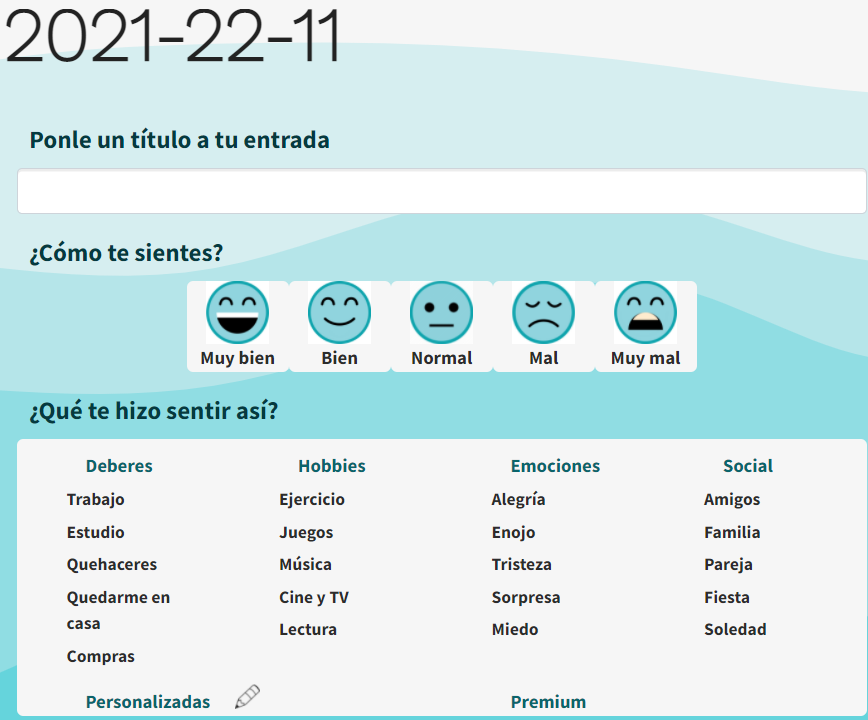 2021-22-11
Ponle un título a tu entrada
¿Cómo te sientes?
Muy bien Bien Normal Mal Muy mal
¿Qué te hizo sentir así?
Deberes Hobbies Emociones Social
Trabajo Ejercicio Alegría Amigos
Estudio Juegos Enojo Familia
Quehaceres Música Tristeza Pareja
Quedarme en Cine y TV Sorpresa Fiesta
casa
Lectura Miedo Soledad
Compras
Personalizadas Premium